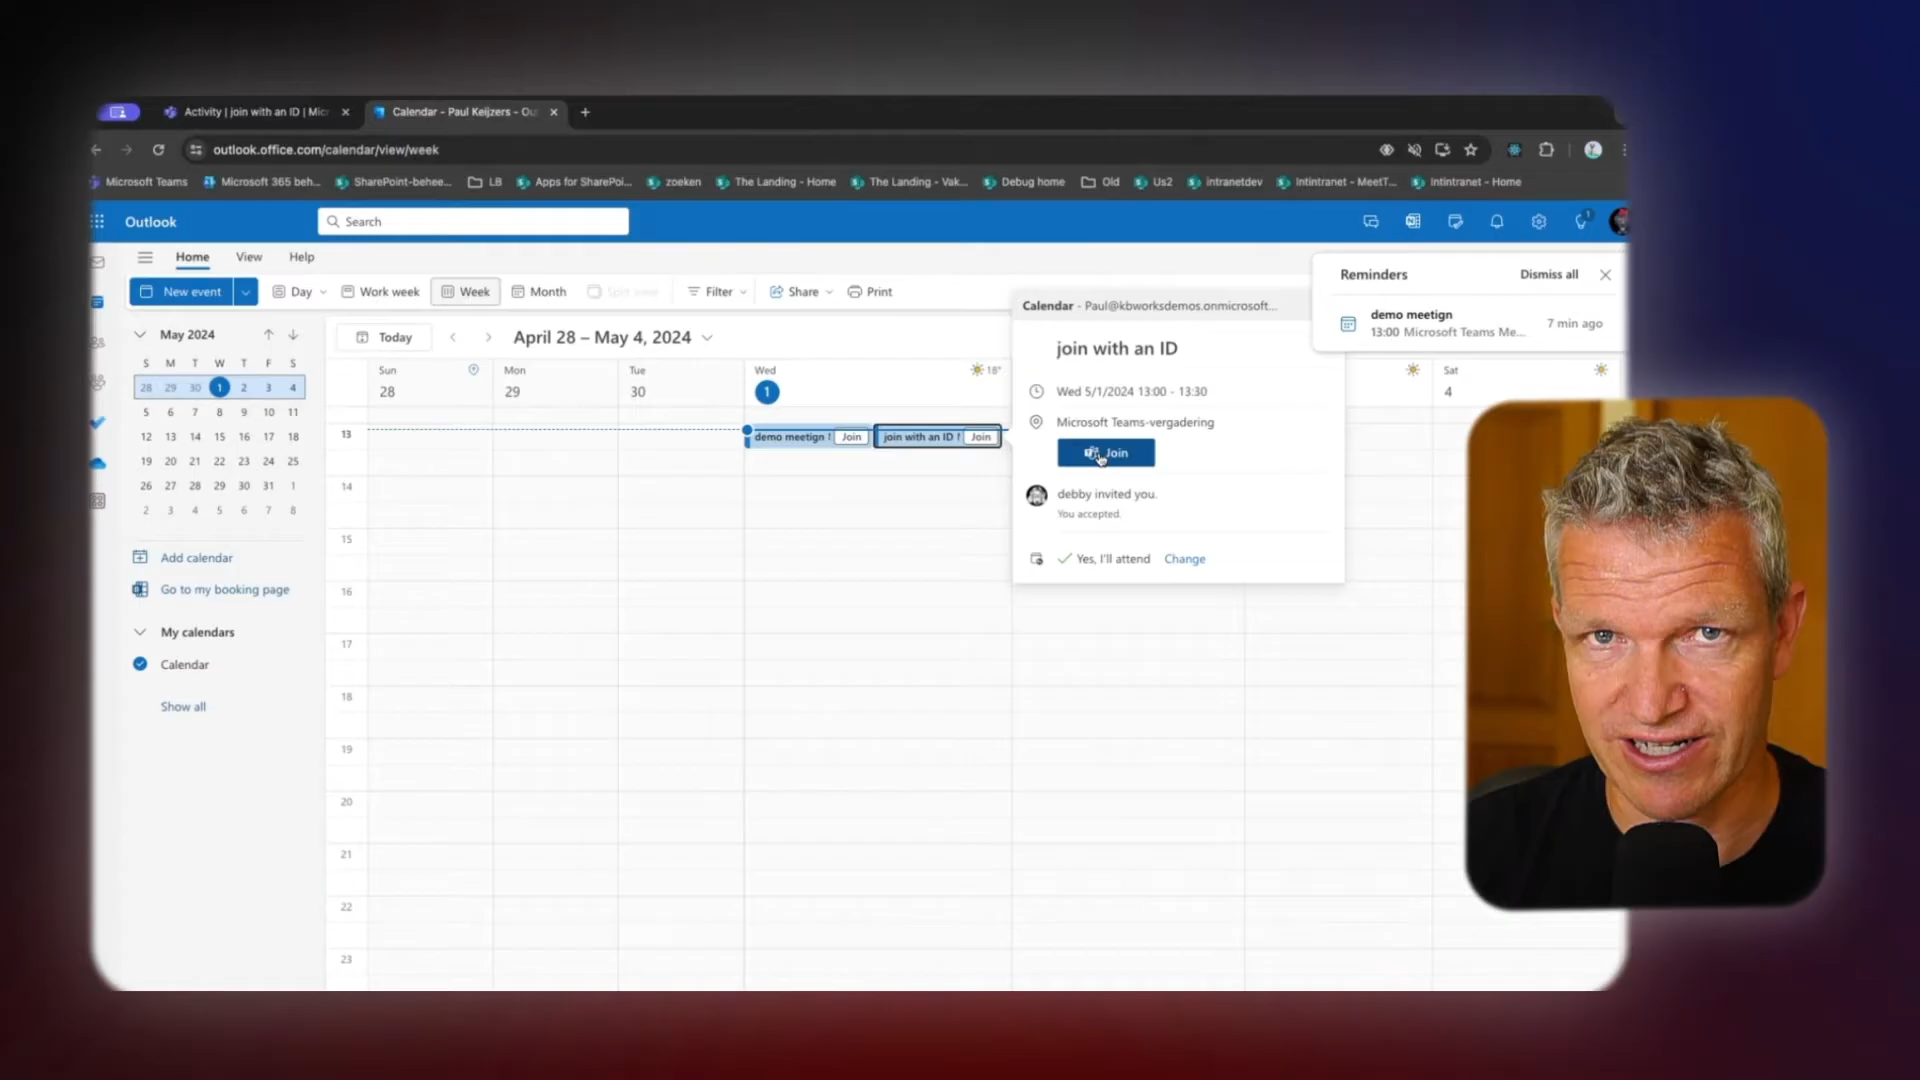 Activity | join with an ID | Micr
Calendar - Paul Keijzers - Ou
outlook.office.com/calendar/view/week
Microsoft Teams Microsoft 365 beh... SharePoint-behee... LB Apps for SharePoi... zoeken The Landing - Home The Landing - Vak... Debug home Old Us2 intranetdev Intintranet - MeetT... Intintranet - Home
Outlook Search 1
Home View Help
New event Day Work week Week Month Filter Share Print
Reminders Dismiss all
demo meetign
13:00 Microsoft Teams Me... 7 min ago
May 2024
S M T W T F S
28 29 30 1 2 3 4
5 6 7 8 9 10 11
12 13 14 15 16 17 18
19 20 21 22 23 24 25
26 27 28 29 30 31 1
2 3 4 5 6 7 8
Add calendar
Go to my booking page
My calendars
Calendar
Show all
Today April 28 – May 4, 2024
Sun Mon Tue Wed 18° Sat
28 29 30 1 4
13 demo meetign Join join with an ID Join
14
15
16
17
18
19
20
21
22
23
Calendar - Paul@kbworksdemos.onmicrosoft...
join with an ID
Wed 5/1/2024 13:00 - 13:30
Microsoft Teams-vergadering
Join
debby invited you.
You accepted.
Yes, I'll attend Change